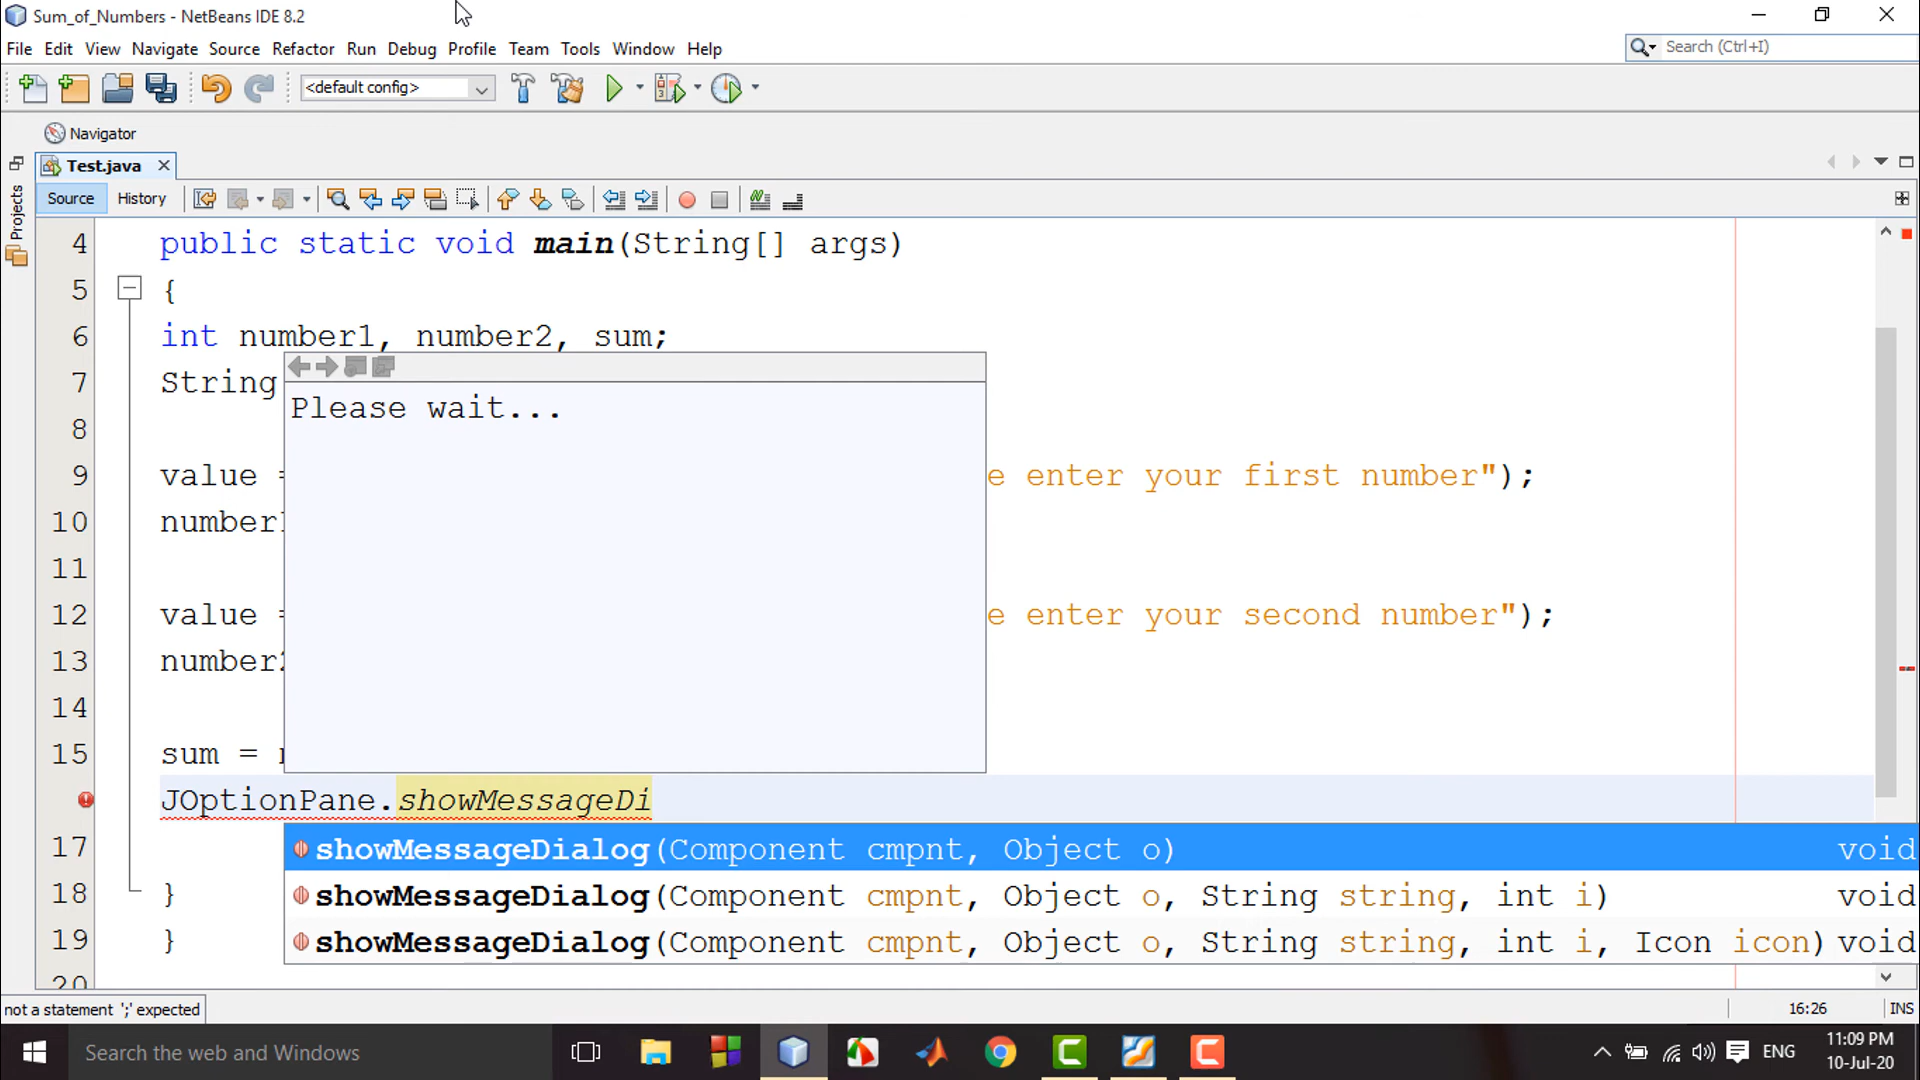 Sum_of_Numbers - NetBeans IDE 8.2
File Edit View Navigate Source Refactor Run Debug Profile Team Tools Window Help
Search (Ctrl+I)
<default config>
Navigator
Test.java
Projects
Source History
4 public static void main(String[] args)
5 {
6 int number1, number2, sum;
7 String
Please wait...
8
9 value = e enter your first number");
10 number1
11
12 value = e enter your second number");
13 number2
14
15 sum =
JOptionPane.showMessageDi
showMessageDialog(Component cmpnt, Object o) void
17
showMessageDialog(Component cmpnt, Object o, String string, int i) void
18 }
showMessageDialog(Component cmpnt, Object o, String string, int i, Icon icon) void
19 }
20
not a statement ';' expected
16:26 INS
Search the web and Windows
ENG
11:09 PM
10-Jul-20